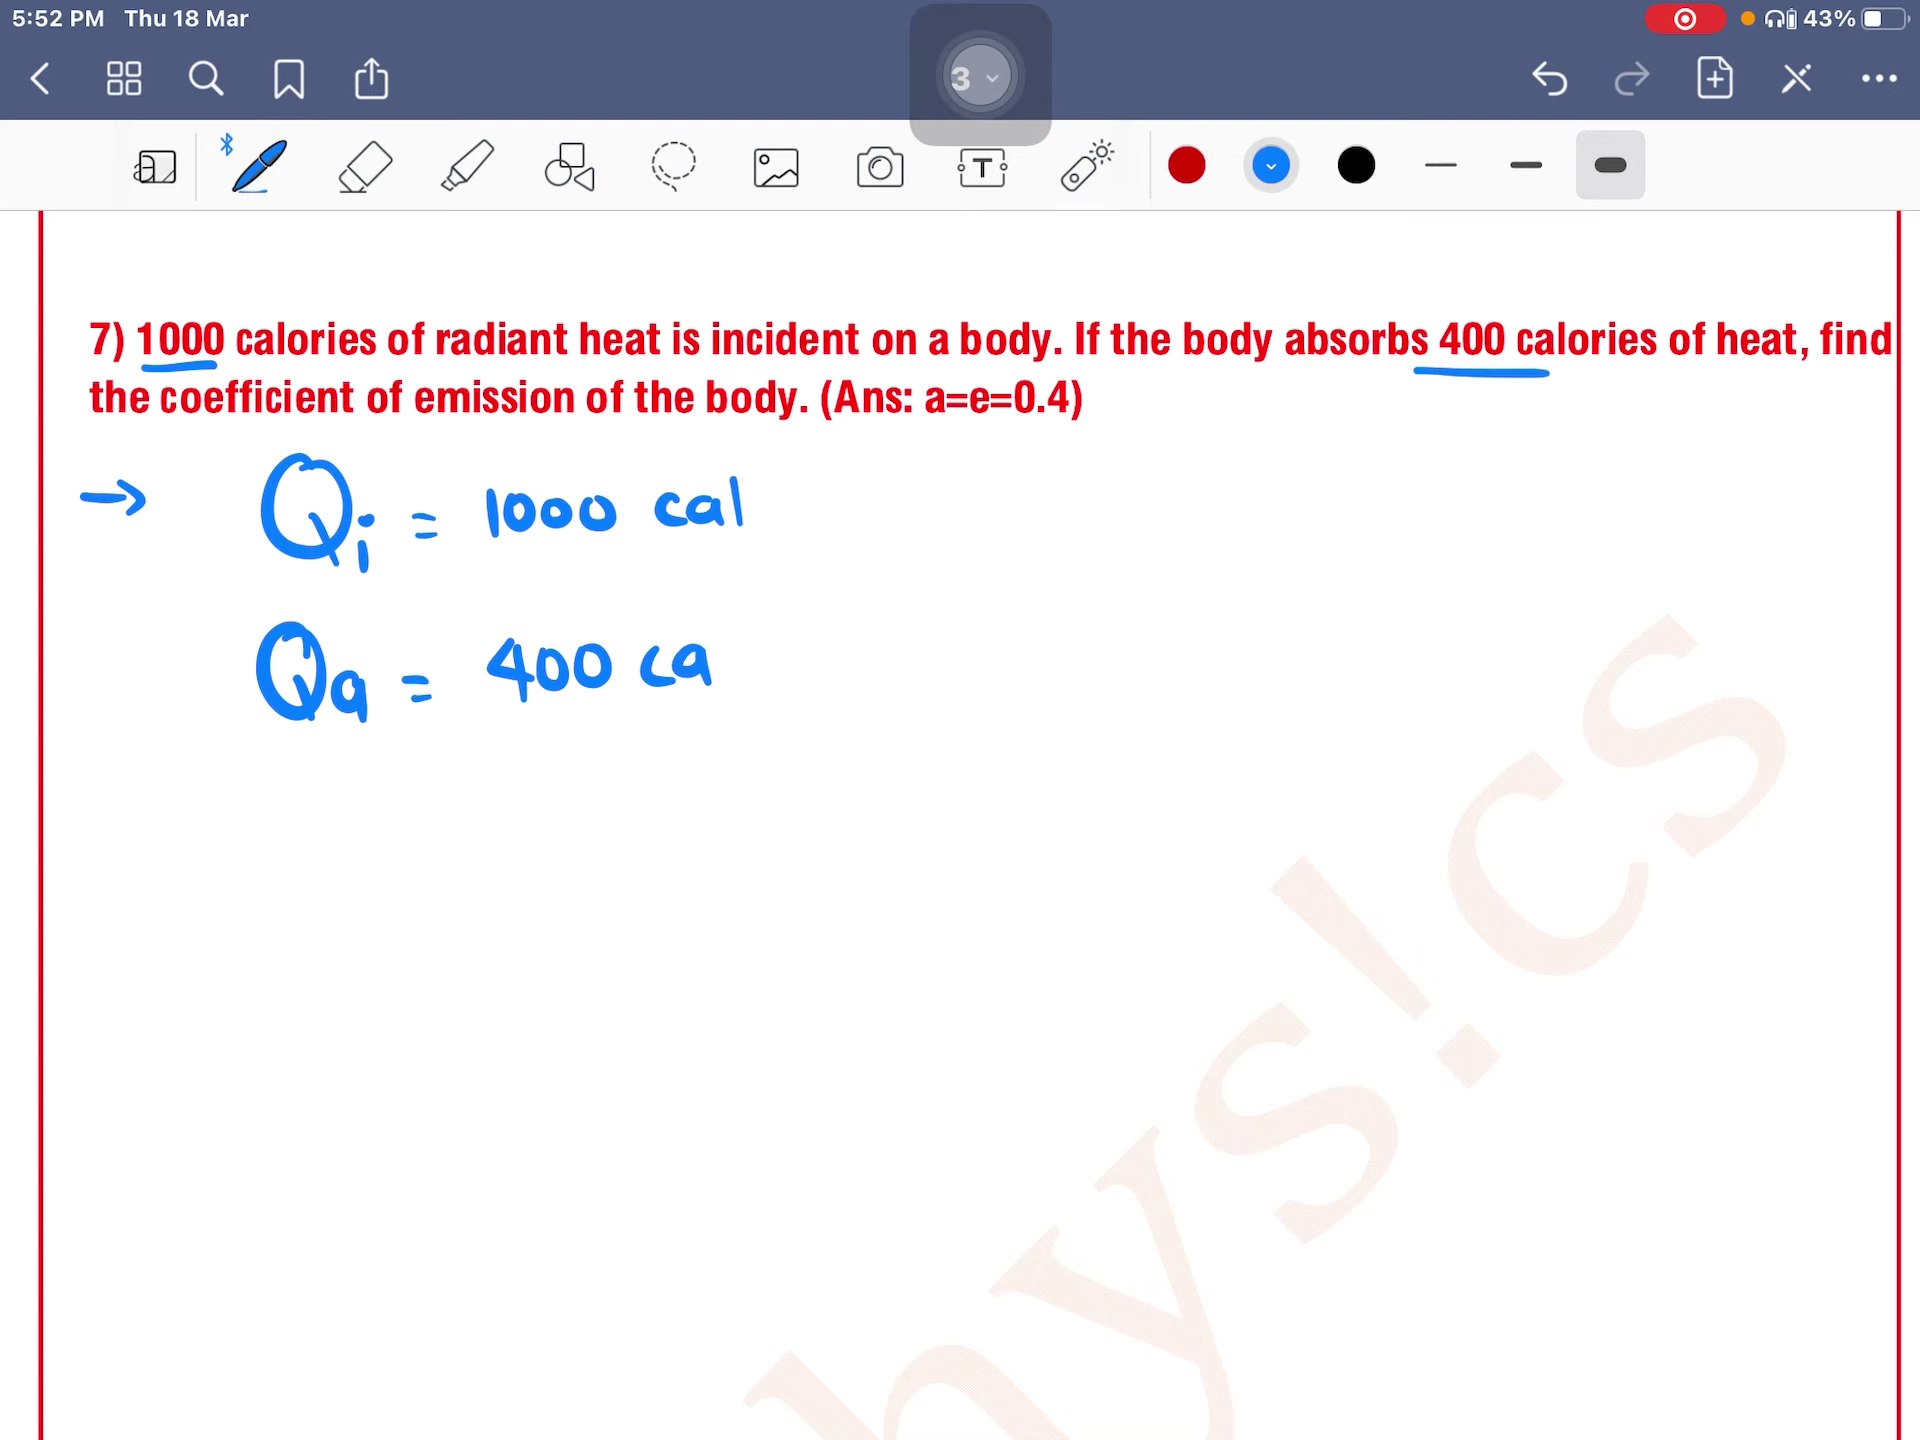 5:52 PM Thu 18 Mar
43%
3
T
7) 1000 calories of radiant heat is incident on a body. If the body absorbs 400 calories of heat, find
the coefficient of emission of the body. (Ans: a=e=0.4)
→ Qi = 1000 cal
Qa = 400 ca
hys!cs